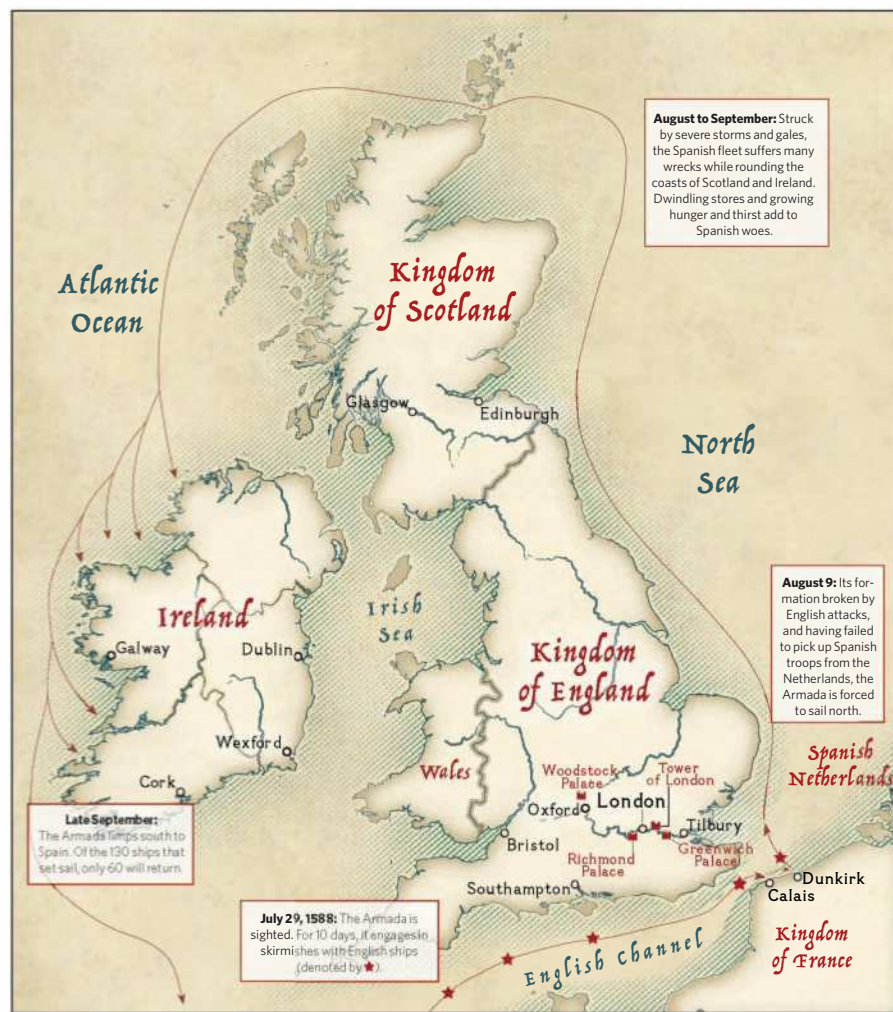 August to September: Struck
by severe storms and gales,
the Spanish fleet suffers many
wrecks while rounding the
coasts of Scotland and Ireland.
Dwindling stores and growing
hunger and thirst add to
Spanish woes.
Atlantic
Ocean
Kingdom
of Scotland
Glasgow
Edinburgh
North
Sea
August 9: Its for-
mation broken by
English attacks,
and having failed
to pick up Spanish
troops from the
Netherlands, the
Armada is forced
to sail north.
Ireland
Irish
Sea
Galway
Dublin
Kingdom
of England
Wexford
Wales
Cork
Woodstock
Palace
Tower
of London
Spanish
Netherlands
Oxford
London
Tilbury
Late September:
The Armada limps south to
Spain. Of the 130 ships that
set sail, only 60 will return.
Bristol
Richmond
Palace
Greenwich
Palace
Southampton
Dunkirk
Calais
July 29, 1588: The Armada is
sighted. For 10 days, it engages in
skirmishes with English ships
(denoted by ★).
English Channel
Kingdom
of France